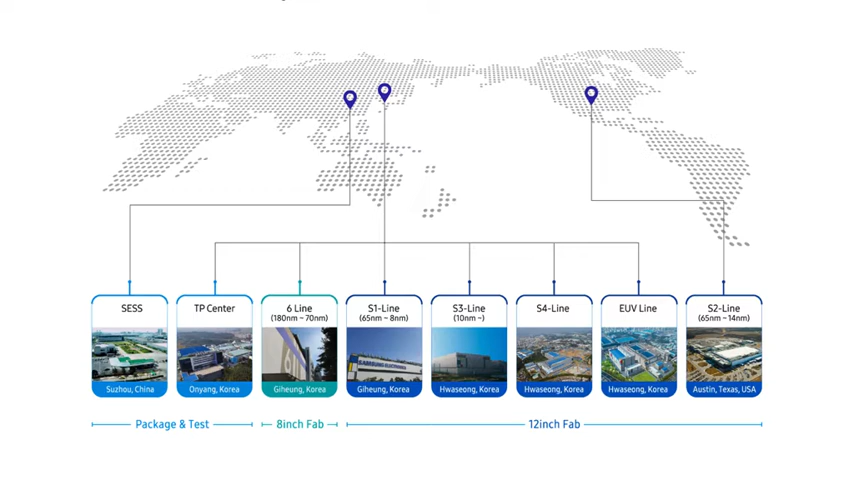 SESS
Suzhou, China
TP Center
Onyang, Korea
6 Line
(180nm ~ 70nm)
Giheung, Korea
S1-Line
(65nm ~ 8nm)
SAMSUNG ELECTRONICS
Giheung, Korea
S3-Line
(10nm ~)
Hwaseong, Korea
S4-Line
Hwaseong, Korea
EUV Line
Hwaseong, Korea
S2-Line
(65nm ~ 14nm)
Austin, Texas, USA
Package & Test
8inch Fab
12inch Fab